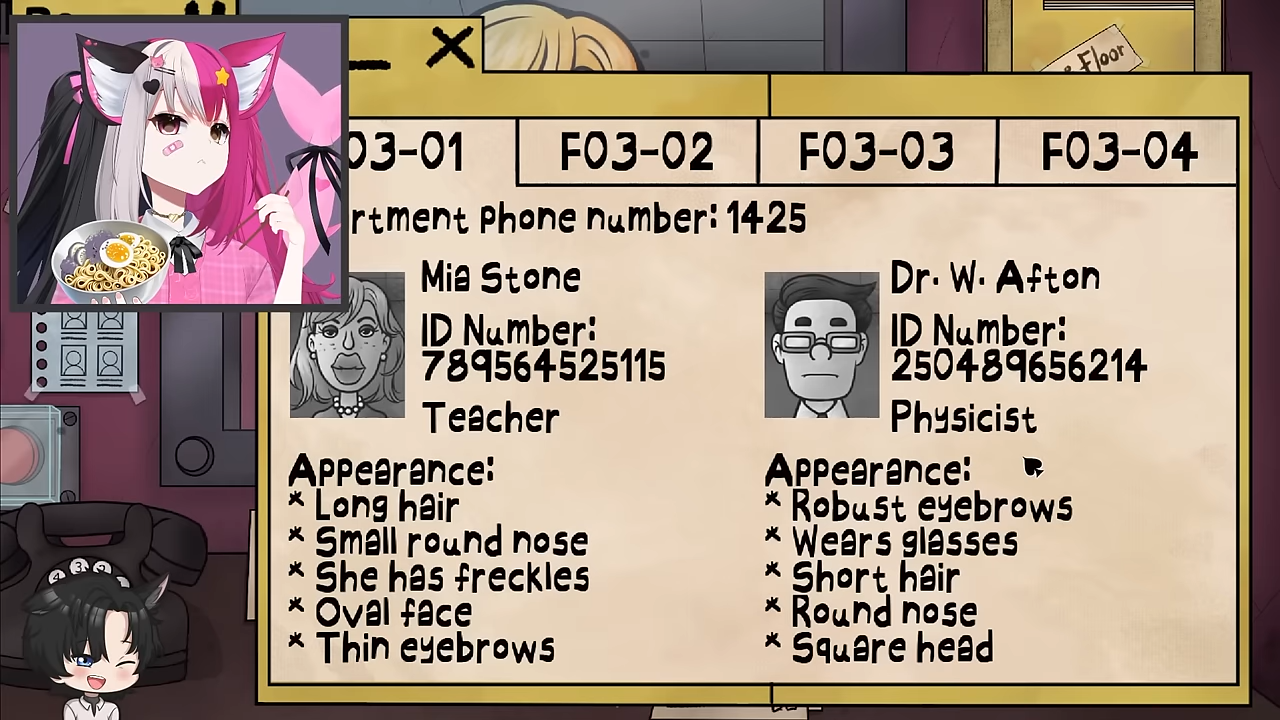 Floor
03-01
F03-02
F03-03
F03-04
rtment phone number: 1425
Mia Stone
ID Number:
789564525115
Teacher
Appearance:
* Long hair
* Small round nose
* She has freckles
* Oval face
* Thin eyebrows
Dr. W. Afton
ID Number:
250489656214
Physicist
Appearance:
* Robust eyebrows
* Wears glasses
* Short hair
* Round nose
* Square head